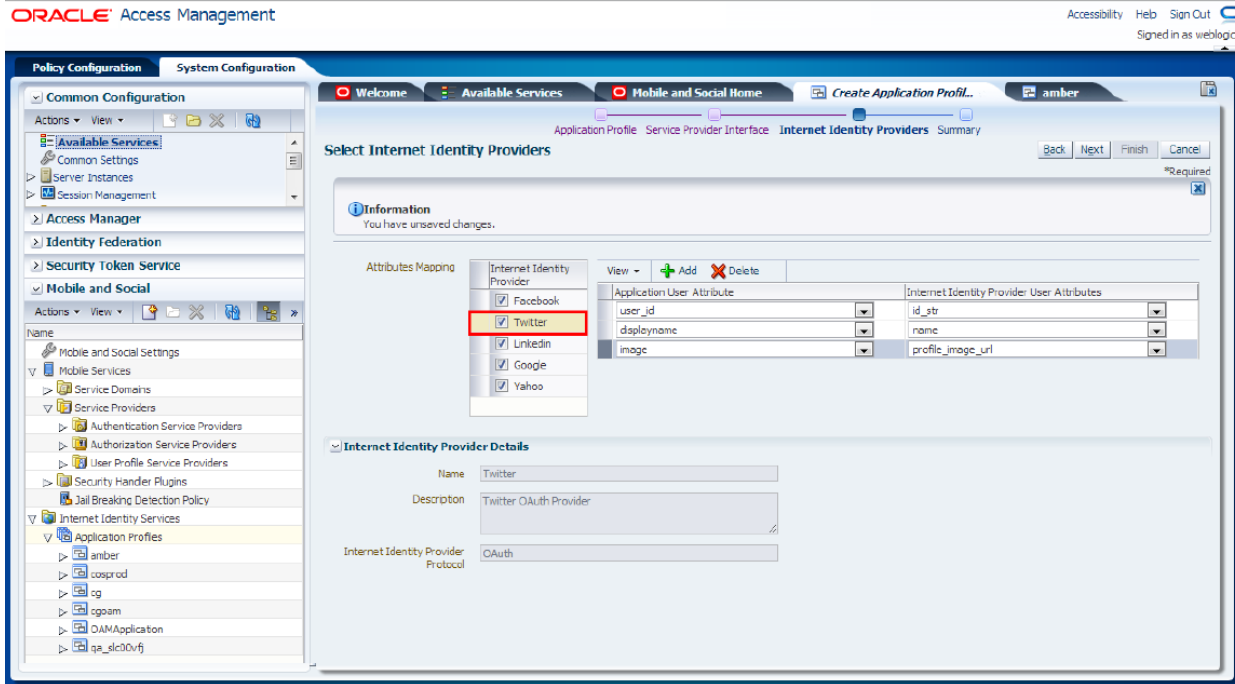 ORACLE Access Management
Accessibility Help Sign Out
Signed in as weblogic
Policy Configuration System Configuration
Common Configuration
Actions View
Available Services
Common Settings
Server Instances
Session Management
Access Manager
Identity Federation
Security Token Service
Mobile and Social
Actions View »
Name
Mobile and Social Settings
Mobile Services
Service Domains
Service Providers
Authentication Service Providers
Authorization Service Providers
User Profile Service Providers
Security Handler Plugins
Jail Breaking Detection Policy
Internet Identity Services
Application Profiles
amber
cosprod
cg
cgoam
OAMApplication
qa_slc00vfj
Welcome Available Services Mobile and Social Home Create Application Profil... amber
Application Profile Service Provider Interface Internet Identity Providers Summary
Select Internet Identity Providers
Back Next Finish Cancel
*Required
Information
You have unsaved changes.
Attributes Mapping
Internet Identity
Provider
Facebook
Twitter
Linkedin
Google
Yahoo
View Add Delete
Application User Attribute Internet Identity Provider User Attributes
user_id id_str
displayname name
image profile_image_url
Internet Identity Provider Details
Name Twitter
Description Twitter OAuth Provider
Internet Identity Provider
Protocol OAuth